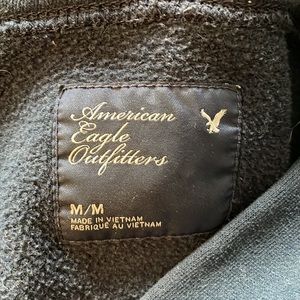 American
Eagle
Outfitters
M/M
MADE IN VIETNAM
FABRIQUÉ AU VIETNAM